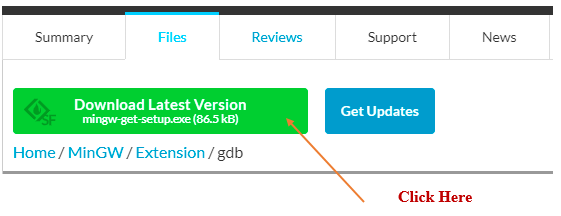 Summary Files Reviews Support News
Download Latest Version
SF mingw-get-setup.exe (86.5 kB)
Get Updates
Home / MinGW / Extension / gdb
Click Here